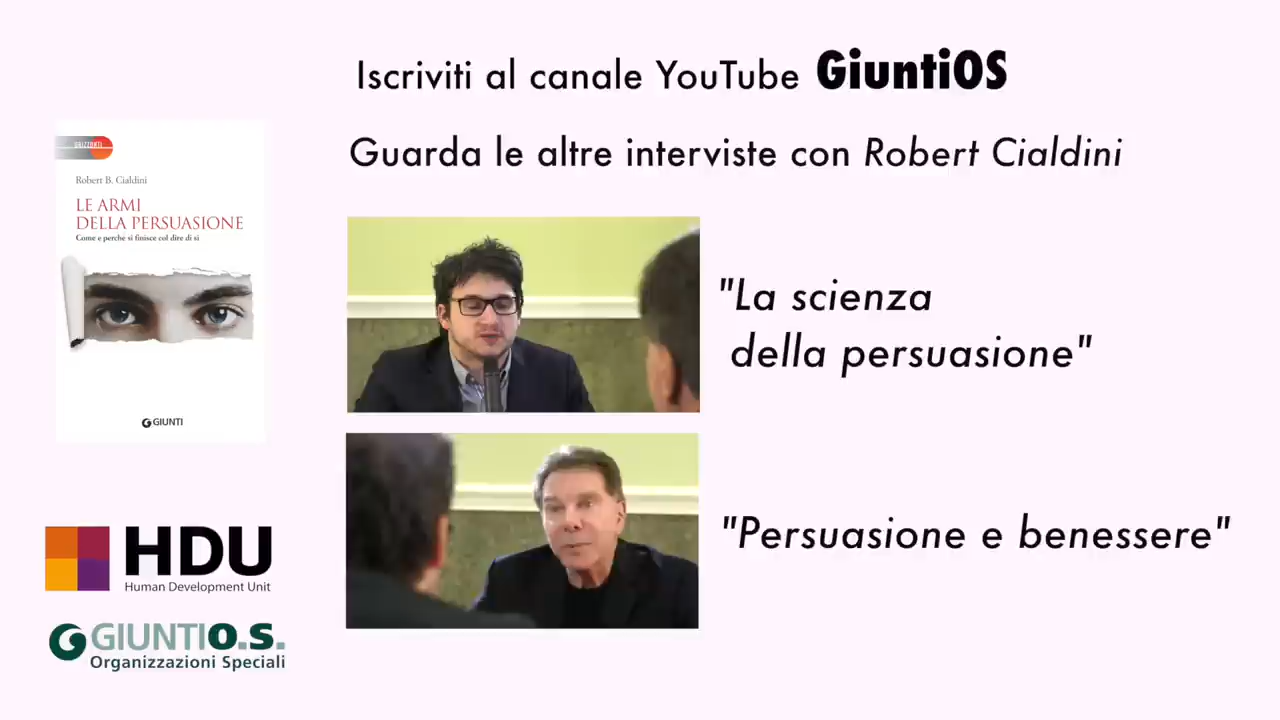 Iscriviti al canale YouTube GiuntiOS
Guarda le altre interviste con Robert Cialdini
ORIZZONTI
Robert B. Cialdini
LE ARMI
DELLA PERSUASIONE
Come e perché si finisce col dire di sì
GIUNTI
"La scienza
della persuasione"
"Persuasione e benessere"
HDU
Human Development Unit
GIUNTIO.S.
Organizzazioni Speciali